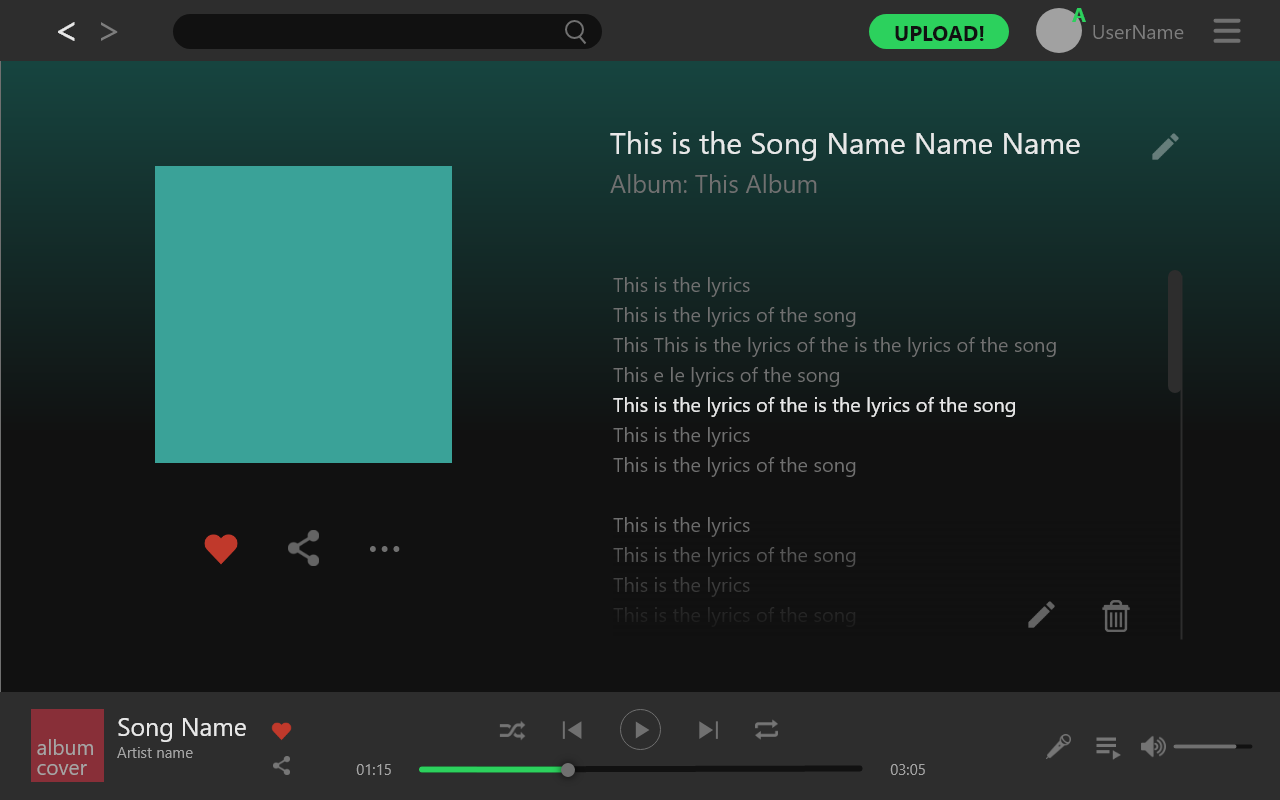 < >
UPLOAD!
A
UserName
This is the Song Name Name Name
Album: This Album
This is the lyrics
This is the lyrics of the song
This This is the lyrics of the is the lyrics of the song
This e le lyrics of the song
This is the lyrics of the is the lyrics of the song
This is the lyrics
This is the lyrics of the song
This is the lyrics
This is the lyrics of the song
This is the lyrics
This is the lyrics of the song
album
cover
Song Name
Artist name
01:15
03:05